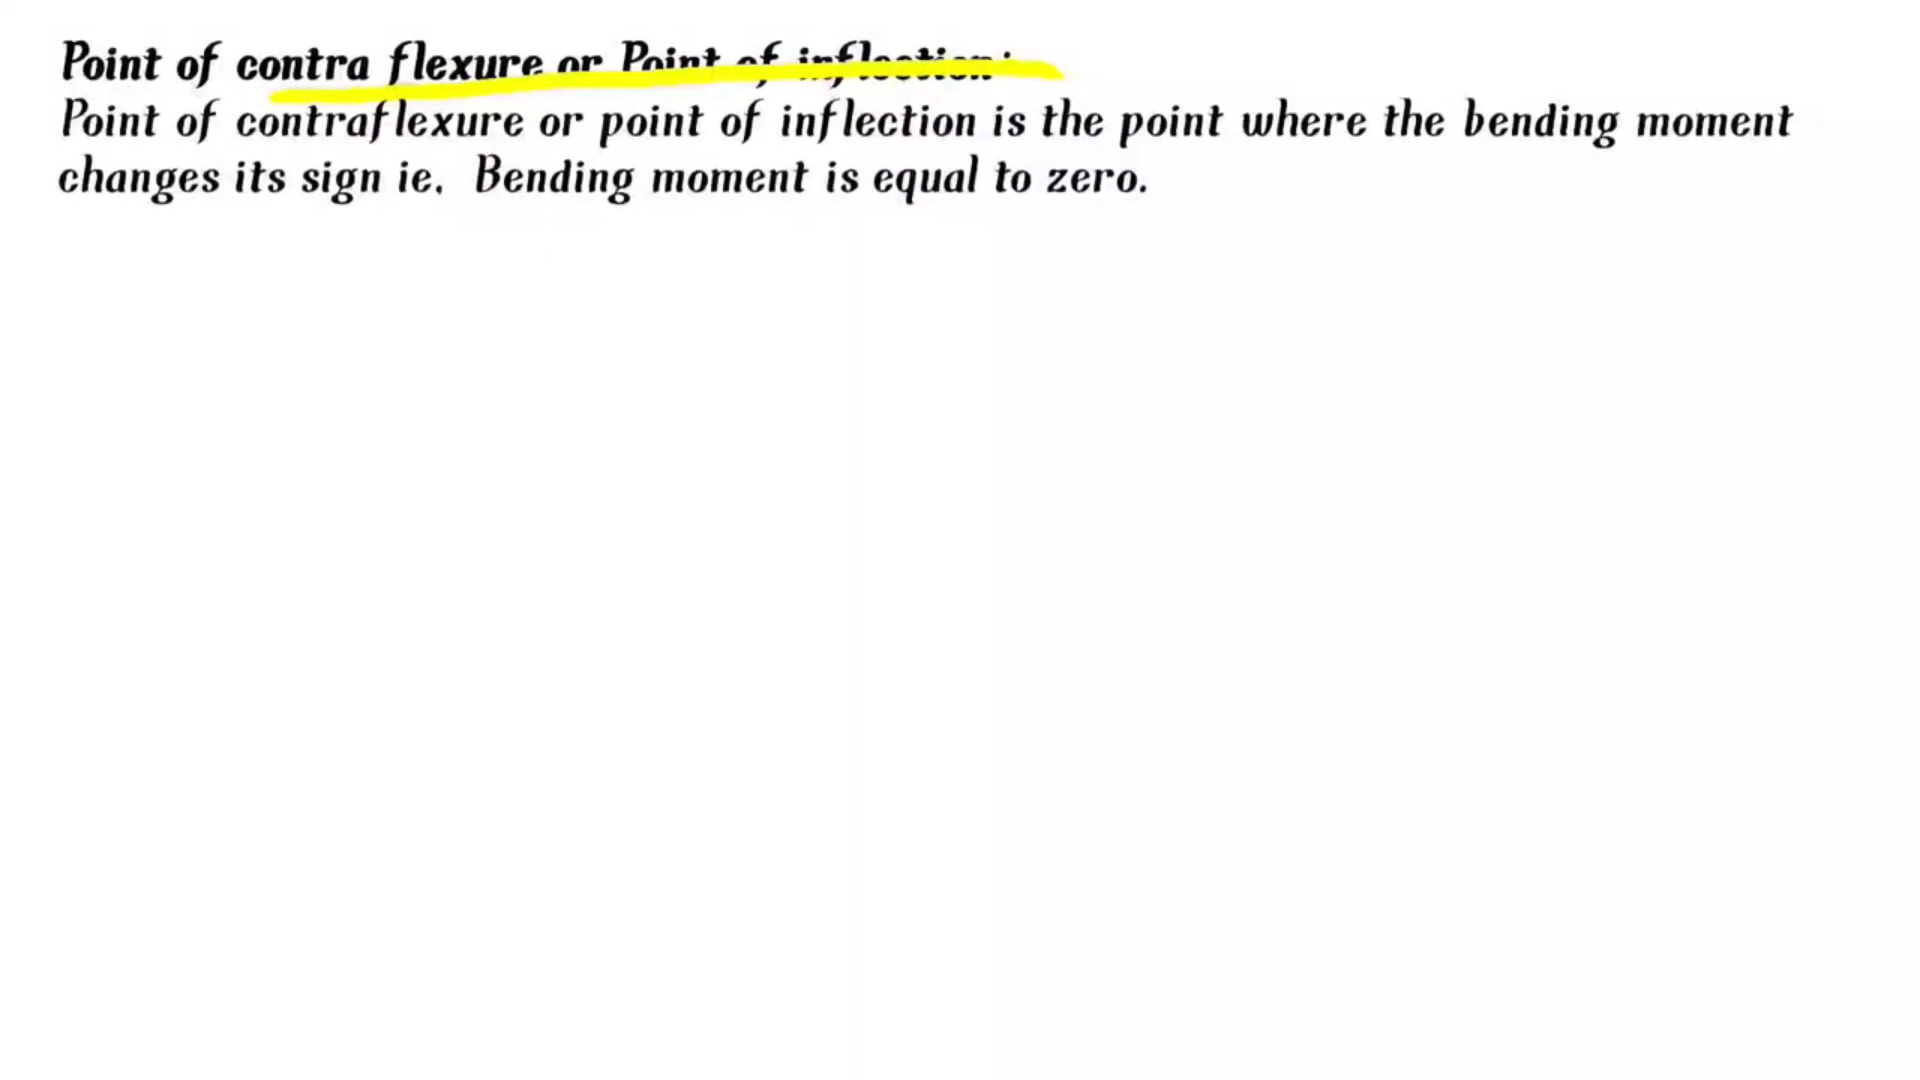 Point of contra flexure or Point of inflection:
Point of contraflexure or point of inflection is the point where the bending moment
changes its sign ie. Bending moment is equal to zero.